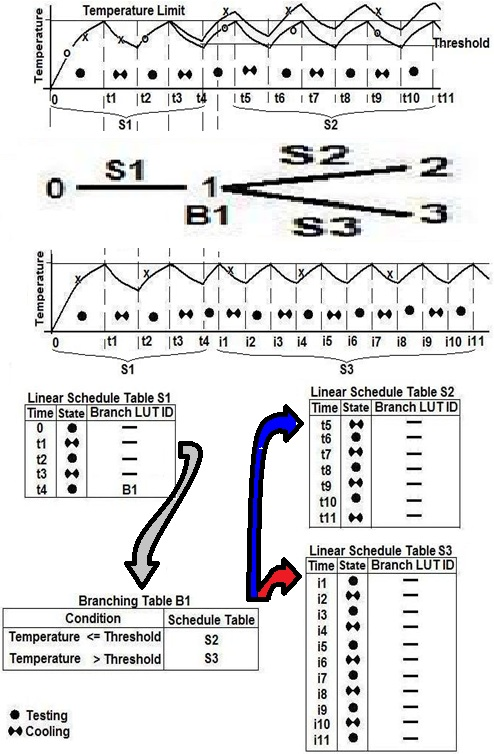 Temperature Limit
Temperature
Threshold
0 t1 t2 t3 t4 t5 t6 t7 t8 t9 t10 t11
S1 S2
0 S1 1 S2 2
B1 S3 3
Temperature
0 t1 t2 t3 t4 i1 i2 i3 i4 i5 i6 i7 i8 i9 i10 i11
S1 S3
Linear Schedule Table S1
Time State Branch LUT ID
0 —
t1 —
t2 —
t3 —
t4 B1
Linear Schedule Table S2
Time State Branch LUT ID
t5 —
t6 —
t7 —
t8 —
t9 —
t10 —
t11 —
Linear Schedule Table S3
Time State Branch LUT ID
i1 —
i2 —
i3 —
i4 —
i5 —
i6 —
i7 —
i8 —
i9 —
i10 —
i11 —
Branching Table B1
Condition Schedule Table
Temperature <= Threshold S2
Temperature > Threshold S3
Testing
Cooling